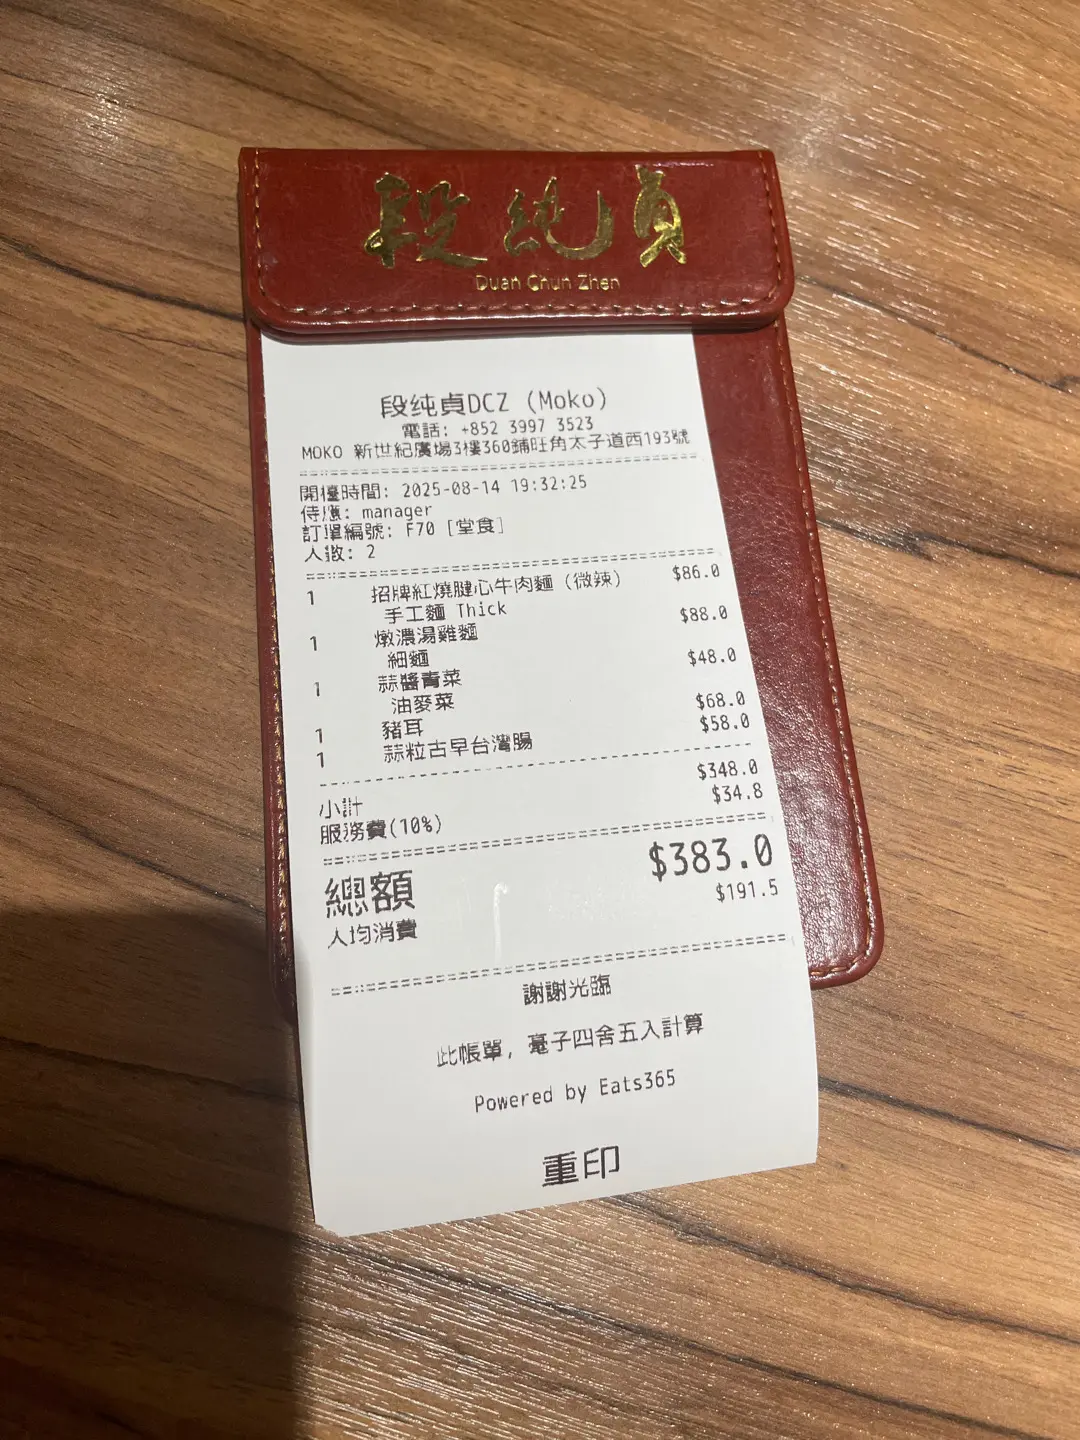 段純貞
Duan Chun Zhen
段純貞DCZ (Moko)
電話: +852 3997 3523
MOKO 新世紀廣場3樓360鋪旺角太子道西193號
開檯時間: 2025-08-14 19:32:25
侍應: manager
訂單編號: F70 [堂食]
人數: 2
1 招牌紅燒腱心牛肉麵 (微辣) $86.0
手工麵 Thick
1 燉濃湯雞麵 $88.0
細麵
1 蒜醬青菜 $48.0
油麥菜
1 豬耳 $68.0
1 蒜粒古早台灣腸 $58.0
小計 $348.0
服務費(10%) $34.8
總額 $383.0
人均消費 $191.5
謝謝光臨
此帳單, 毫子四舍五入計算
Powered by Eats365
重印